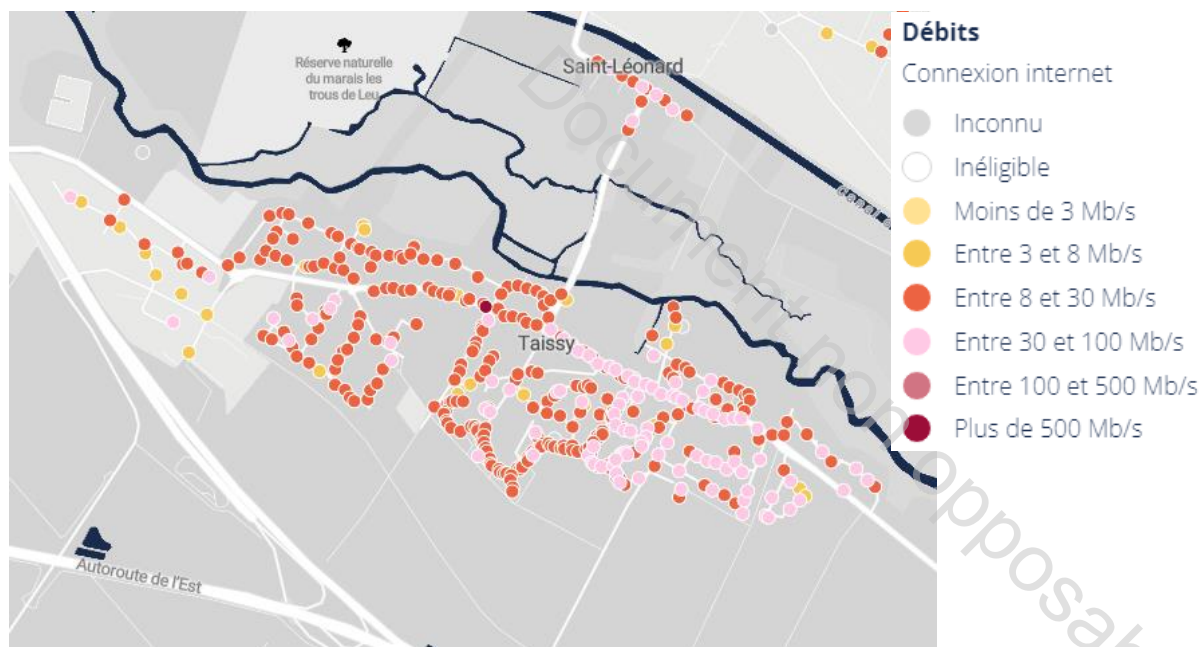 Réserve naturelle
du marais les
trous de Leu
Saint-Léonard
Taissy
Autoroute de l'Est
Débits
Connexion internet
Inconnu
Inéligible
Moins de 3 Mb/s
Entre 3 et 8 Mb/s
Entre 8 et 30 Mb/s
Entre 30 et 100 Mb/s
Entre 100 et 500 Mb/s
Plus de 500 Mb/s
Document non opposab